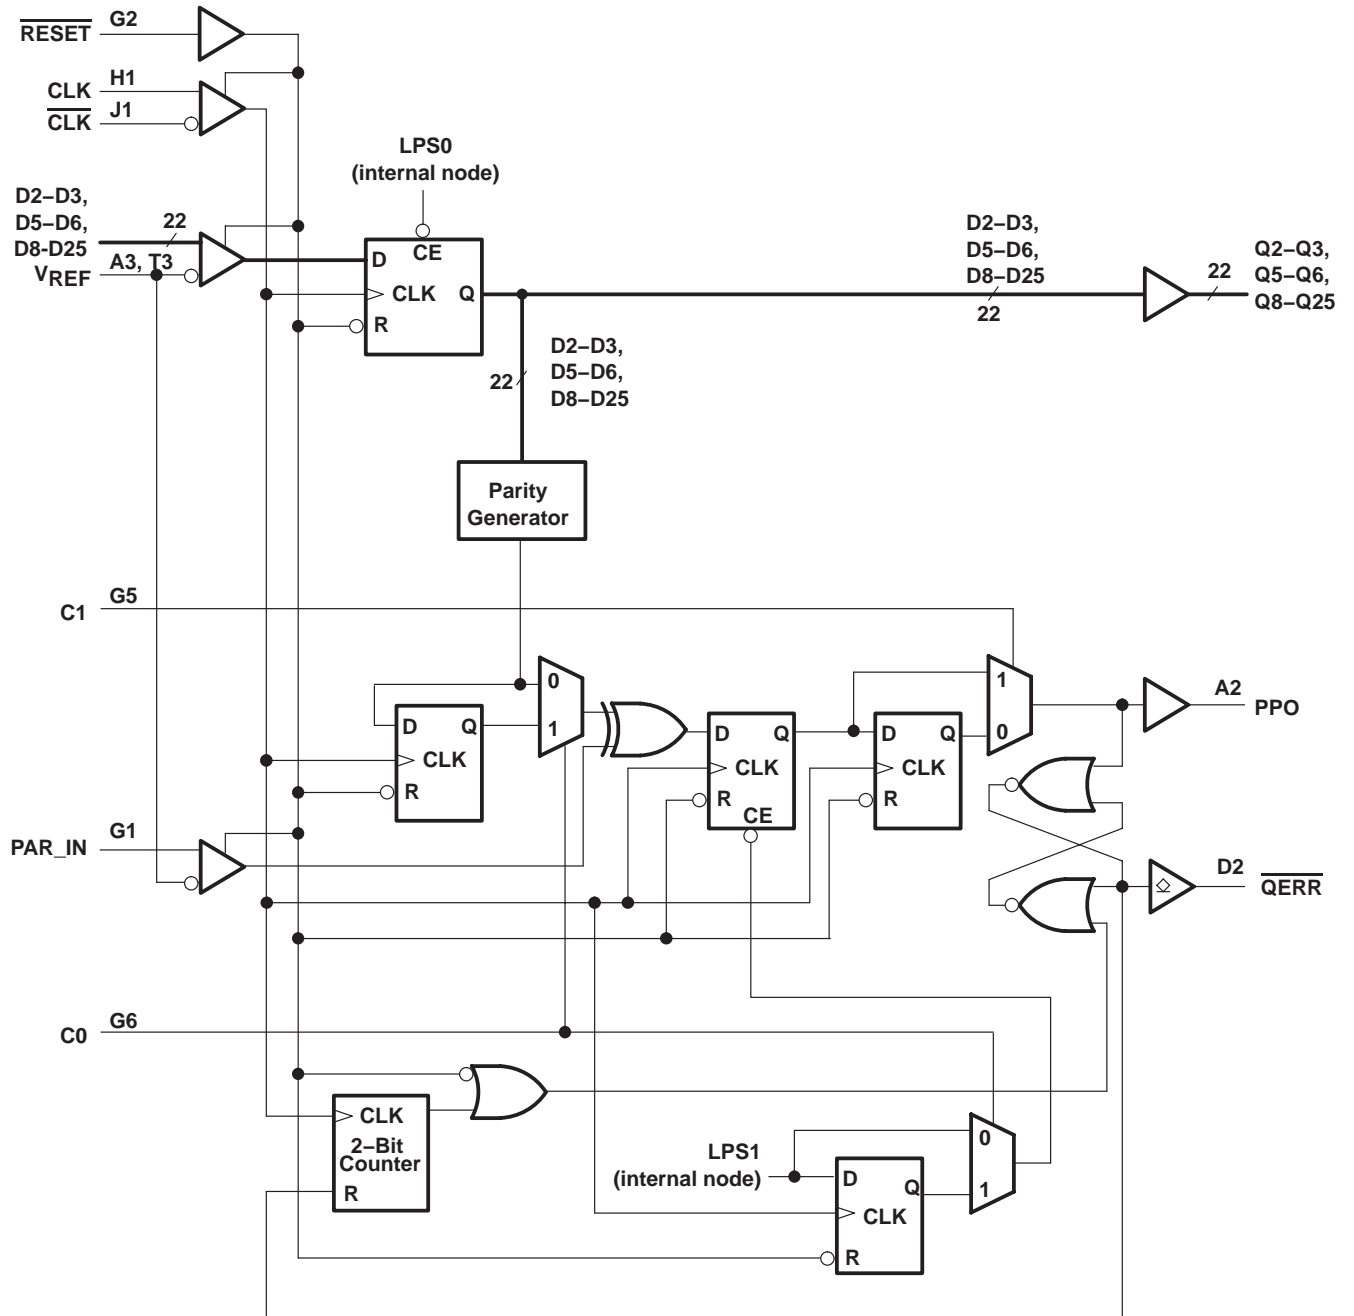 RESET G2
CLK H1
CLK J1
LPS0
(internal node)
D2–D3,
D5–D6,
D8-D25
22
VREF A3, T3
D
CE
CLK
Q
R
D2–D3,
D5–D6,
D8–D25
22
22
Q2–Q3,
Q5–Q6,
Q8–Q25
22
D2–D3,
D5–D6,
D8–D25
Parity
Generator
C1 G5
0
1
D Q
CLK
R
D Q
CLK
R
CE
D Q
CLK
R
1
0
A2
PPO
PAR_IN G1
D2
QERR
C0 G6
CLK
2–Bit
Counter
R
LPS1
(internal node)
D
Q
CLK
R
0
1